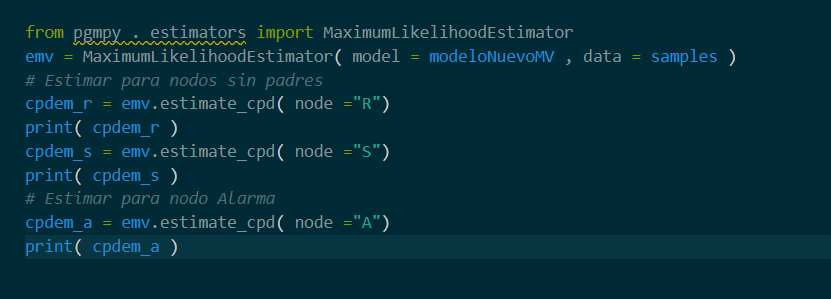 from pgmpy . estimators import MaximumLikelihoodEstimator
emv = MaximumLikelihoodEstimator( model = modeloNuevoMV , data = samples )
# Estimar para nodos sin padres
cpdem_r = emv.estimate_cpd( node ="R")
print( cpdem_r )
cpdem_s = emv.estimate_cpd( node ="S")
print( cpdem_s )
# Estimar para nodo Alarma
cpdem_a = emv.estimate_cpd( node ="A")
print( cpdem_a )